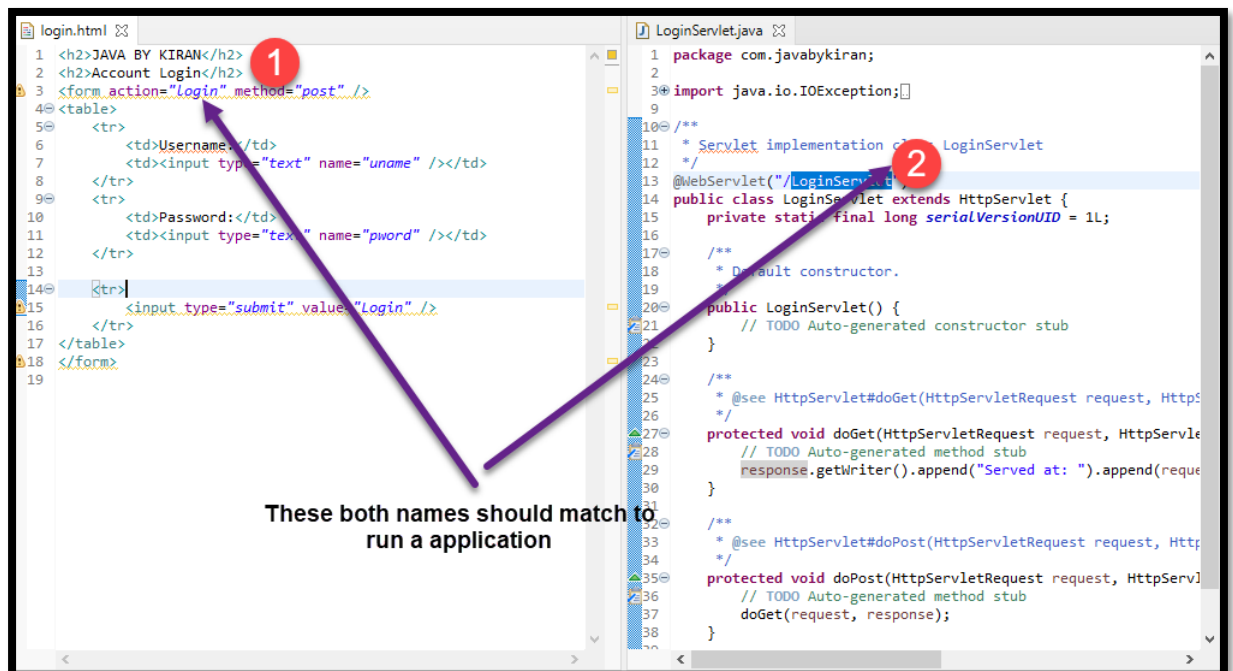 login.html
1 <h2>JAVA BY KIRAN</h2>
2 <h2>Account Login</h2>
3 <form action="login" method="post" />
4 <table>
5 <tr>
6 <td>Username:</td>
7 <td><input type="text" name="uname" /></td>
8 </tr>
9 <tr>
10 <td>Password:</td>
11 <td><input type="text" name="pword" /></td>
12 </tr>
13
14 <tr>
15 <input type="submit" value="Login" />
16 </tr>
17 </table>
18 </form>
19
1
These both names should match to
run a application
LoginServlet.java
1 package com.javabykiran;
2
3 import java.io.IOException;
9
10 /**
11 * Servlet implementation class LoginServlet
12 */
13 @WebServlet("/LoginServlet")
14 public class LoginServlet extends HttpServlet {
15 private static final long serialVersionUID = 1L;
16
17 /**
18 * Default constructor.
19
20 public LoginServlet() {
21 // TODO Auto-generated constructor stub
22 }
23
24 /**
25 * @see HttpServlet#doGet(HttpServletRequest request, HttpS
26 */
27 protected void doGet(HttpServletRequest request, HttpServle
28 // TODO Auto-generated method stub
29 response.getWriter().append("Served at: ").append(reque
30 }
31
32 /**
33 * @see HttpServlet#doPost(HttpServletRequest request, Http
34 */
35 protected void doPost(HttpServletRequest request, HttpServl
36 // TODO Auto-generated method stub
37 doGet(request, response);
38 }
2